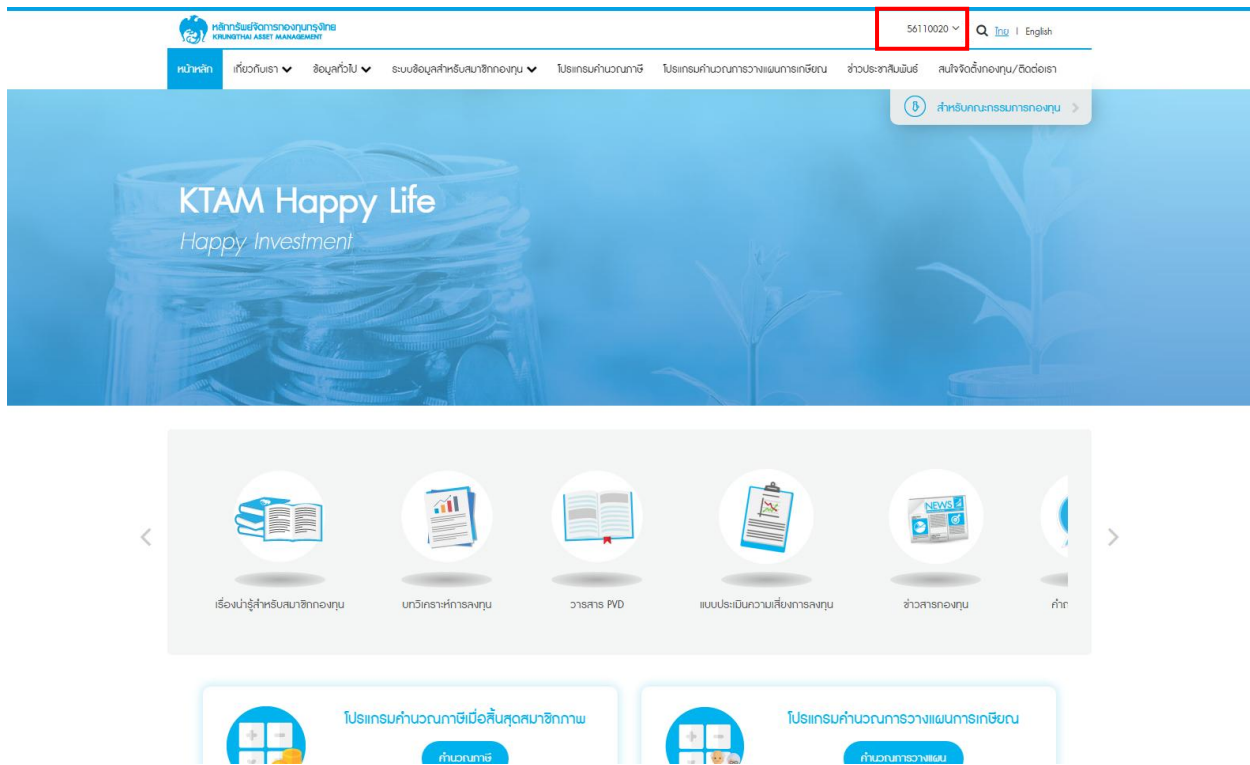 หลักทรัพย์จัดการกองทุนกรุงไทย
KRUNGTHAI ASSET MANAGEMENT
56110020 ไทย | English
หน้าหลัก เกี่ยวกับเรา ข้อมูลทั่วไป ระบบข้อมูลสำหรับสมาชิกกองทุน โปรแกรมคำนวณภาษี โปรแกรมคำนวณการวางแผนการเกษียณ ข่าวประชาสัมพันธ์ สนใจจัดตั้งกองทุน/ติดต่อเรา
สำหรับคณะกรรมการกองทุน
KTAM Happy Life
Happy Investment
NEWS
เรื่องน่ารู้สำหรับสมาชิกกองทุน บทวิเคราะห์การลงทุน วารสาร PVD แบบประเมินความเสี่ยงการลงทุน ข่าวสารกองทุน
โปรแกรมคำนวณภาษีเมื่อสิ้นสุดสมาชิกภาพ โปรแกรมคำนวณการวางแผนการเกษียณ
คำนวณภาษี คำนวณการวางแผน